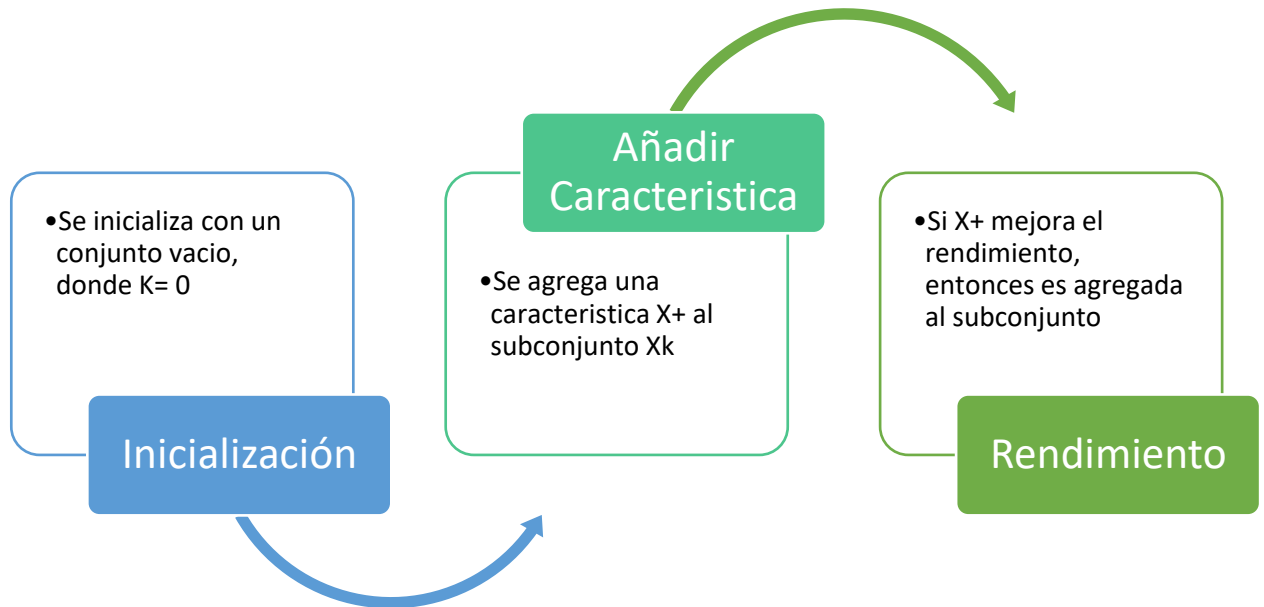 •Se inicializa con un
conjunto vacio,
donde K= 0
Inicialización
Añadir
Caracteristica
•Se agrega una
caracteristica X+ al
subconjunto Xk
•Si X+ mejora el
rendimiento,
entonces es agregada
al subconjunto
Rendimiento